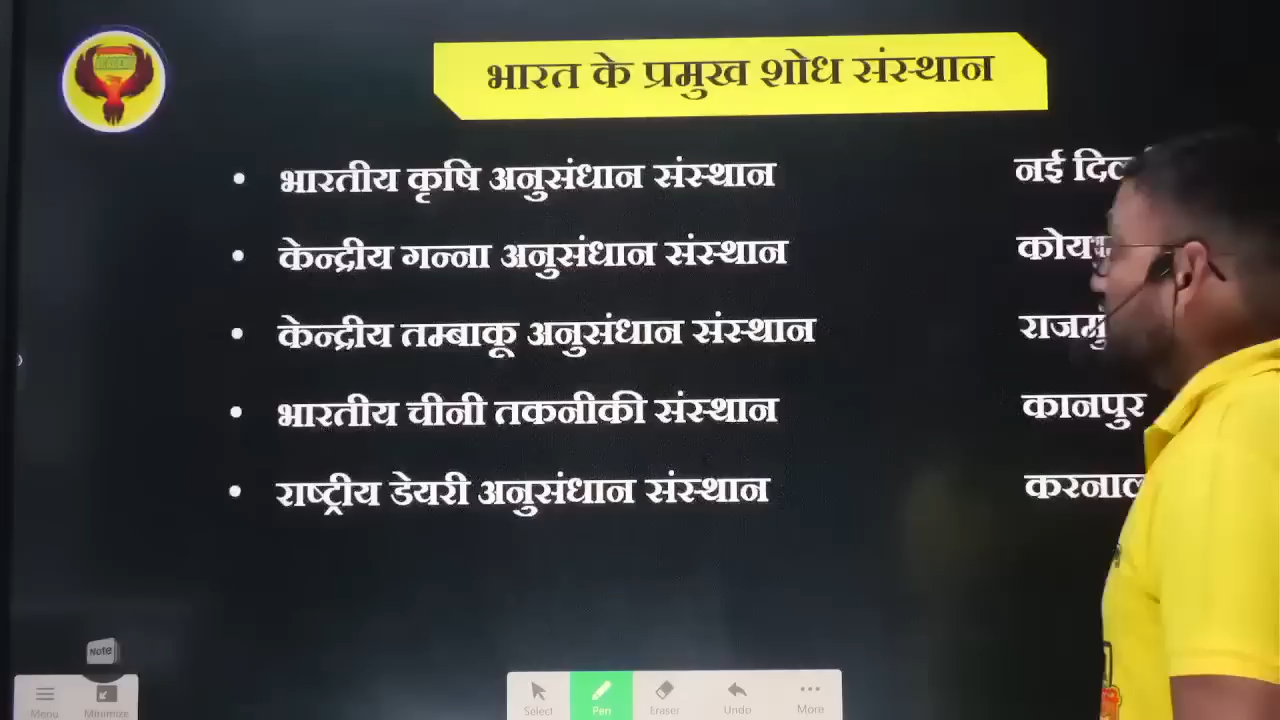 भारत के प्रमुख शोध संस्थान
भारतीय कृषि अनुसंधान संस्थान नई
केन्द्रीय गन्ना अनुसंधान संस्थान
केन्द्रीय तम्बाकू अनुसंधान संस्थान
भारतीय चीनी तकनीकी संस्थान कानपुर
राष्ट्रीय डेयरी अनुसंधान संस्थान
Note
Menu Minimize Select Pen Eraser Undo More